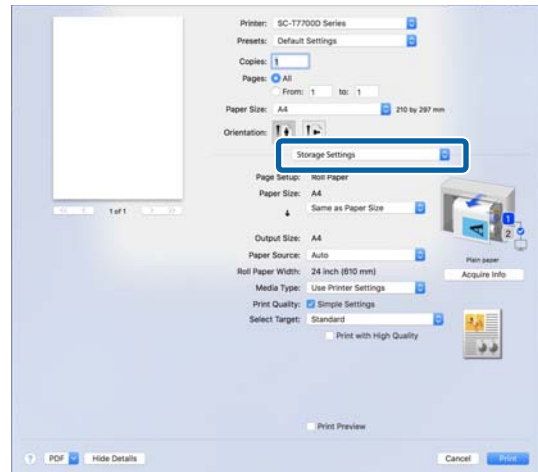 Printer: SC-T7700D Series
Presets: Default Settings
Copies: 1
Pages: All
From: 1 to: 1
Paper Size: A4 210 by 297 mm
Orientation:
Storage Settings
Page Setup: Roll Paper
Paper Size: A4
Same as Paper Size
Output Size: A4
Paper Source: Auto
Roll Paper Width: 24 inch (610 mm)
Media Type: Use Printer Settings
Print Quality: Simple Settings
Select Target: Standard
Print with High Quality
1 of 1
1
2
A
Plain paper
Acquire Info
Print Preview
? PDF Hide Details Cancel Print